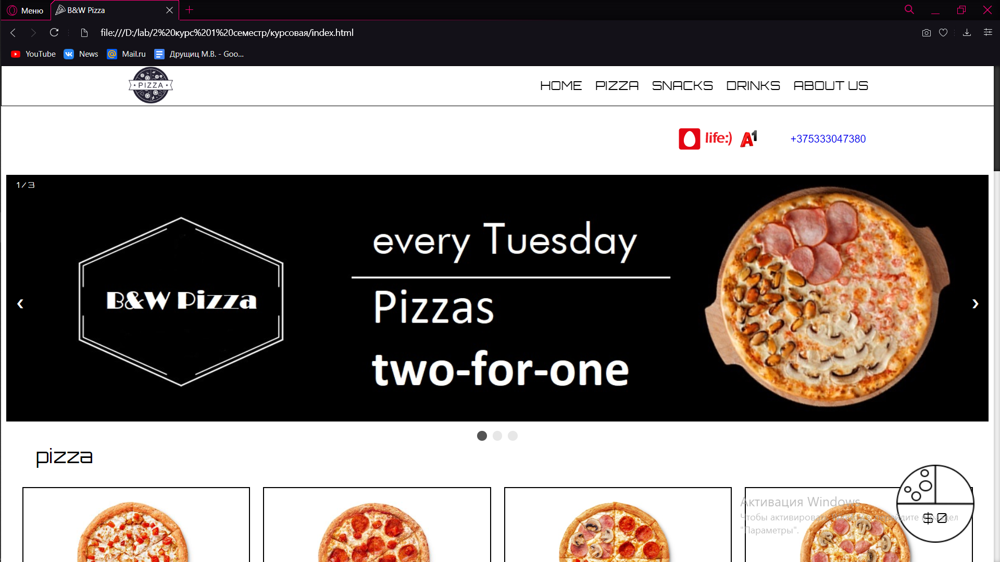 Меню
B&W Pizza
file:///D:/lab/2%20курс%201%20семестр/курсовая/index.html
YouTube
News
Mail.ru
Друщиц М.В. - Goo...
PIZZA
HOME PIZZA SNACKS DRINKS ABOUT US
life:) A1 +375333047380
1 / 3
B&W Pizza
every Tuesday
Pizzas
two-for-one
pizza
Активация Windows
Чтобы активировать Windows, перейдите в раздел
"Параметры".
$ 0